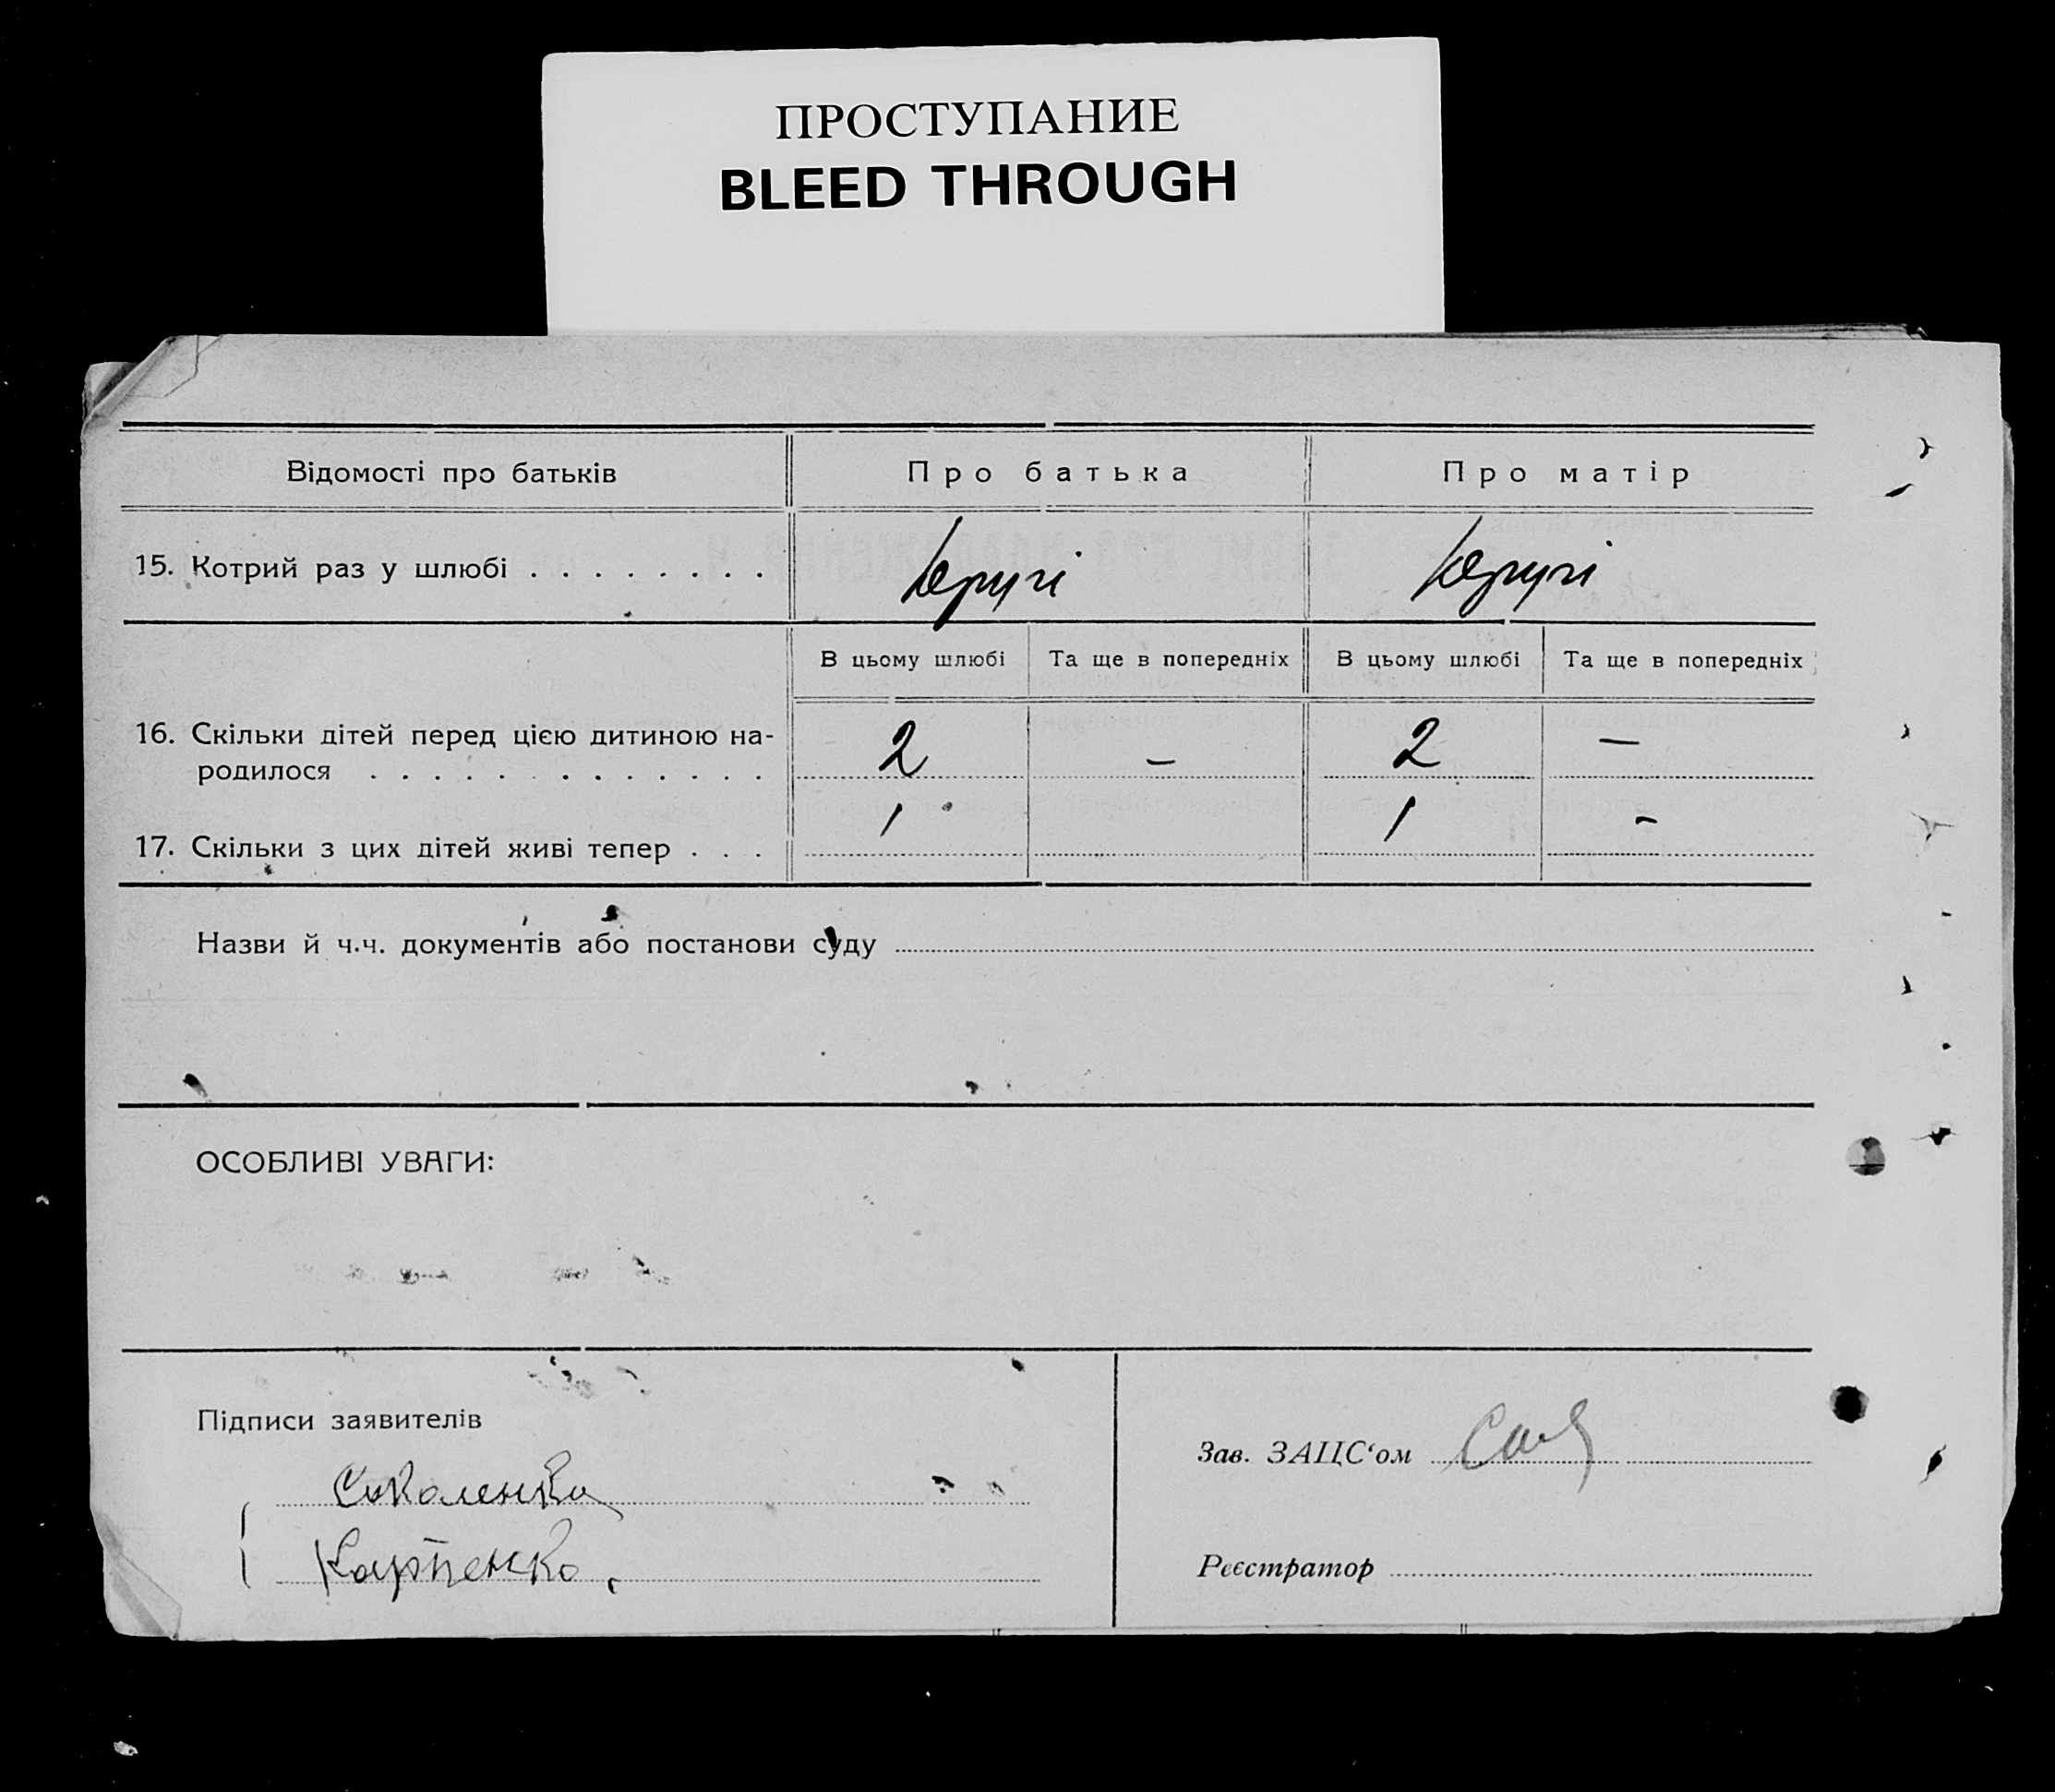 ПРОСТУПАНИЕ
BLEED THROUGH
Відомості про батьків
Про батька
Про матір
15. Котрий раз у шлюбі . . . . . . . .
В цьому шлюбі
Та ще в попередніх
В цьому шлюбі
Та ще в попередніх
16. Скільки дітей перед цією дитиною на-
родилося . . . . . . . . . . . . .
2 – 2 –
17. Скільки з цих дітей живі тепер . . .
1 1 –
Назви й ч.ч. документів або постанови суду
ОСОБЛИВІ УВАГИ:
Підписи заявителів
Карпенко
Зав. ЗАЦС‘ом
Реєстратор